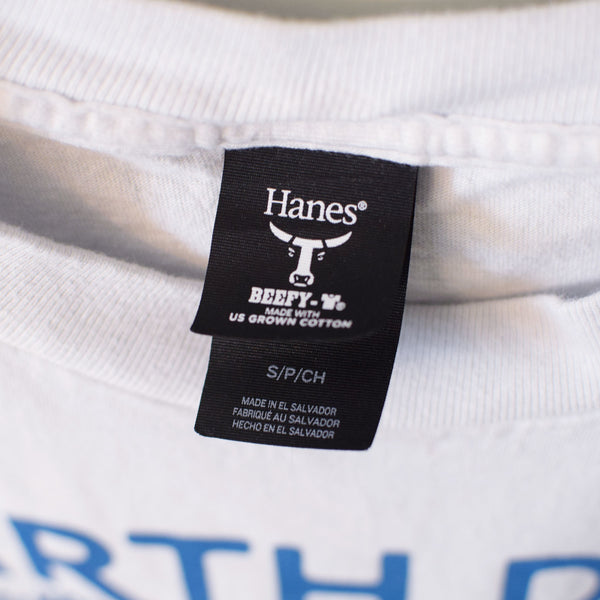 Hanes®
BEEFY-T®
MADE WITH
US GROWN COTTON
S/P/CH
MADE IN EL SALVADOR
FABRIQUÉ AU SALVADOR
HECHO EN EL SALVADOR